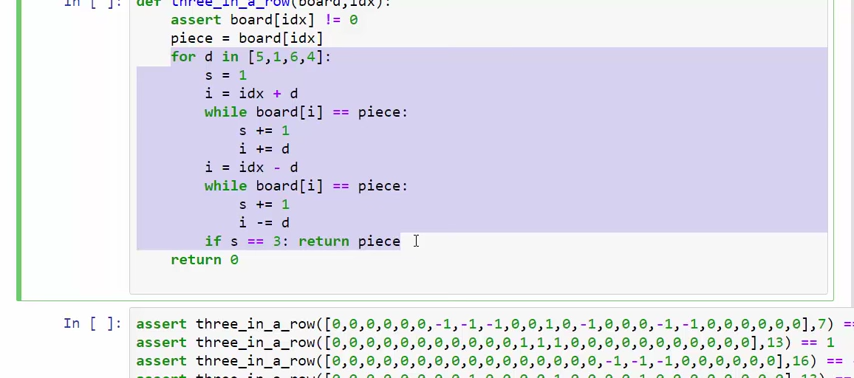 In [ ]: def three_in_a_row(board,idx):
assert board[idx] != 0
piece = board[idx]
for d in [5,1,6,4]:
s = 1
i = idx + d
while board[i] == piece:
s += 1
i += d
i = idx - d
while board[i] == piece:
s += 1
i -= d
if s == 3: return piece
return 0
In [ ]: assert three_in_a_row([0,0,0,0,0,0,-1,-1,-1,0,0,1,0,-1,0,0,0,-1,-1,0,0,0,0,0,0],7) ==
assert three_in_a_row([0,0,0,0,0,0,0,0,0,0,0,0,1,1,1,0,0,0,0,0,0,0,0,0,0],13) == 1
assert three_in_a_row([0,0,0,0,0,0,0,0,0,0,0,0,0,0,0,-1,-1,-1,0,0,0,0,0,0],16) ==